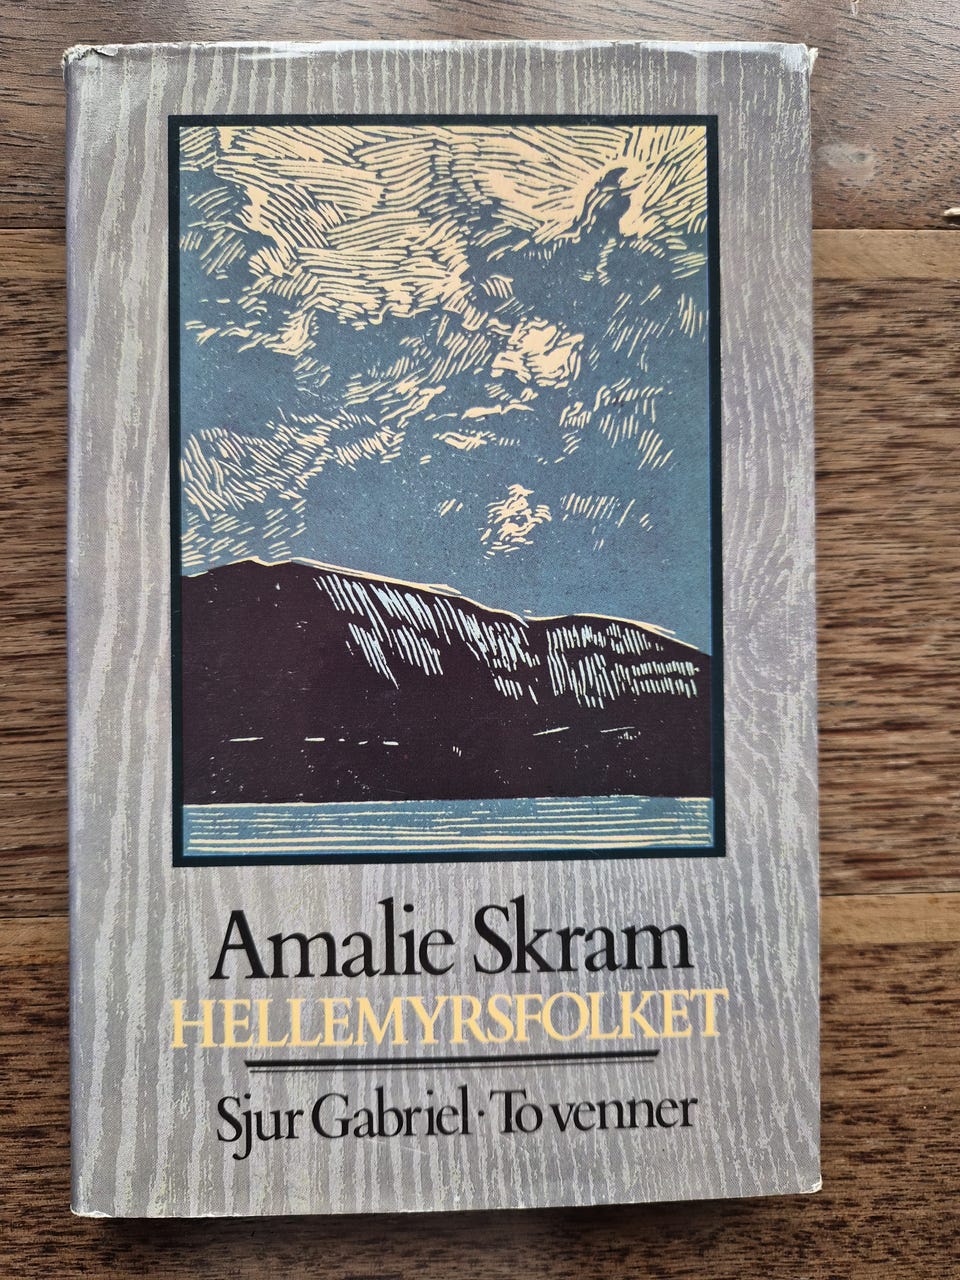 Amalie Skram
HELLEMYRSFOLKET
Sjur Gabriel · To venner